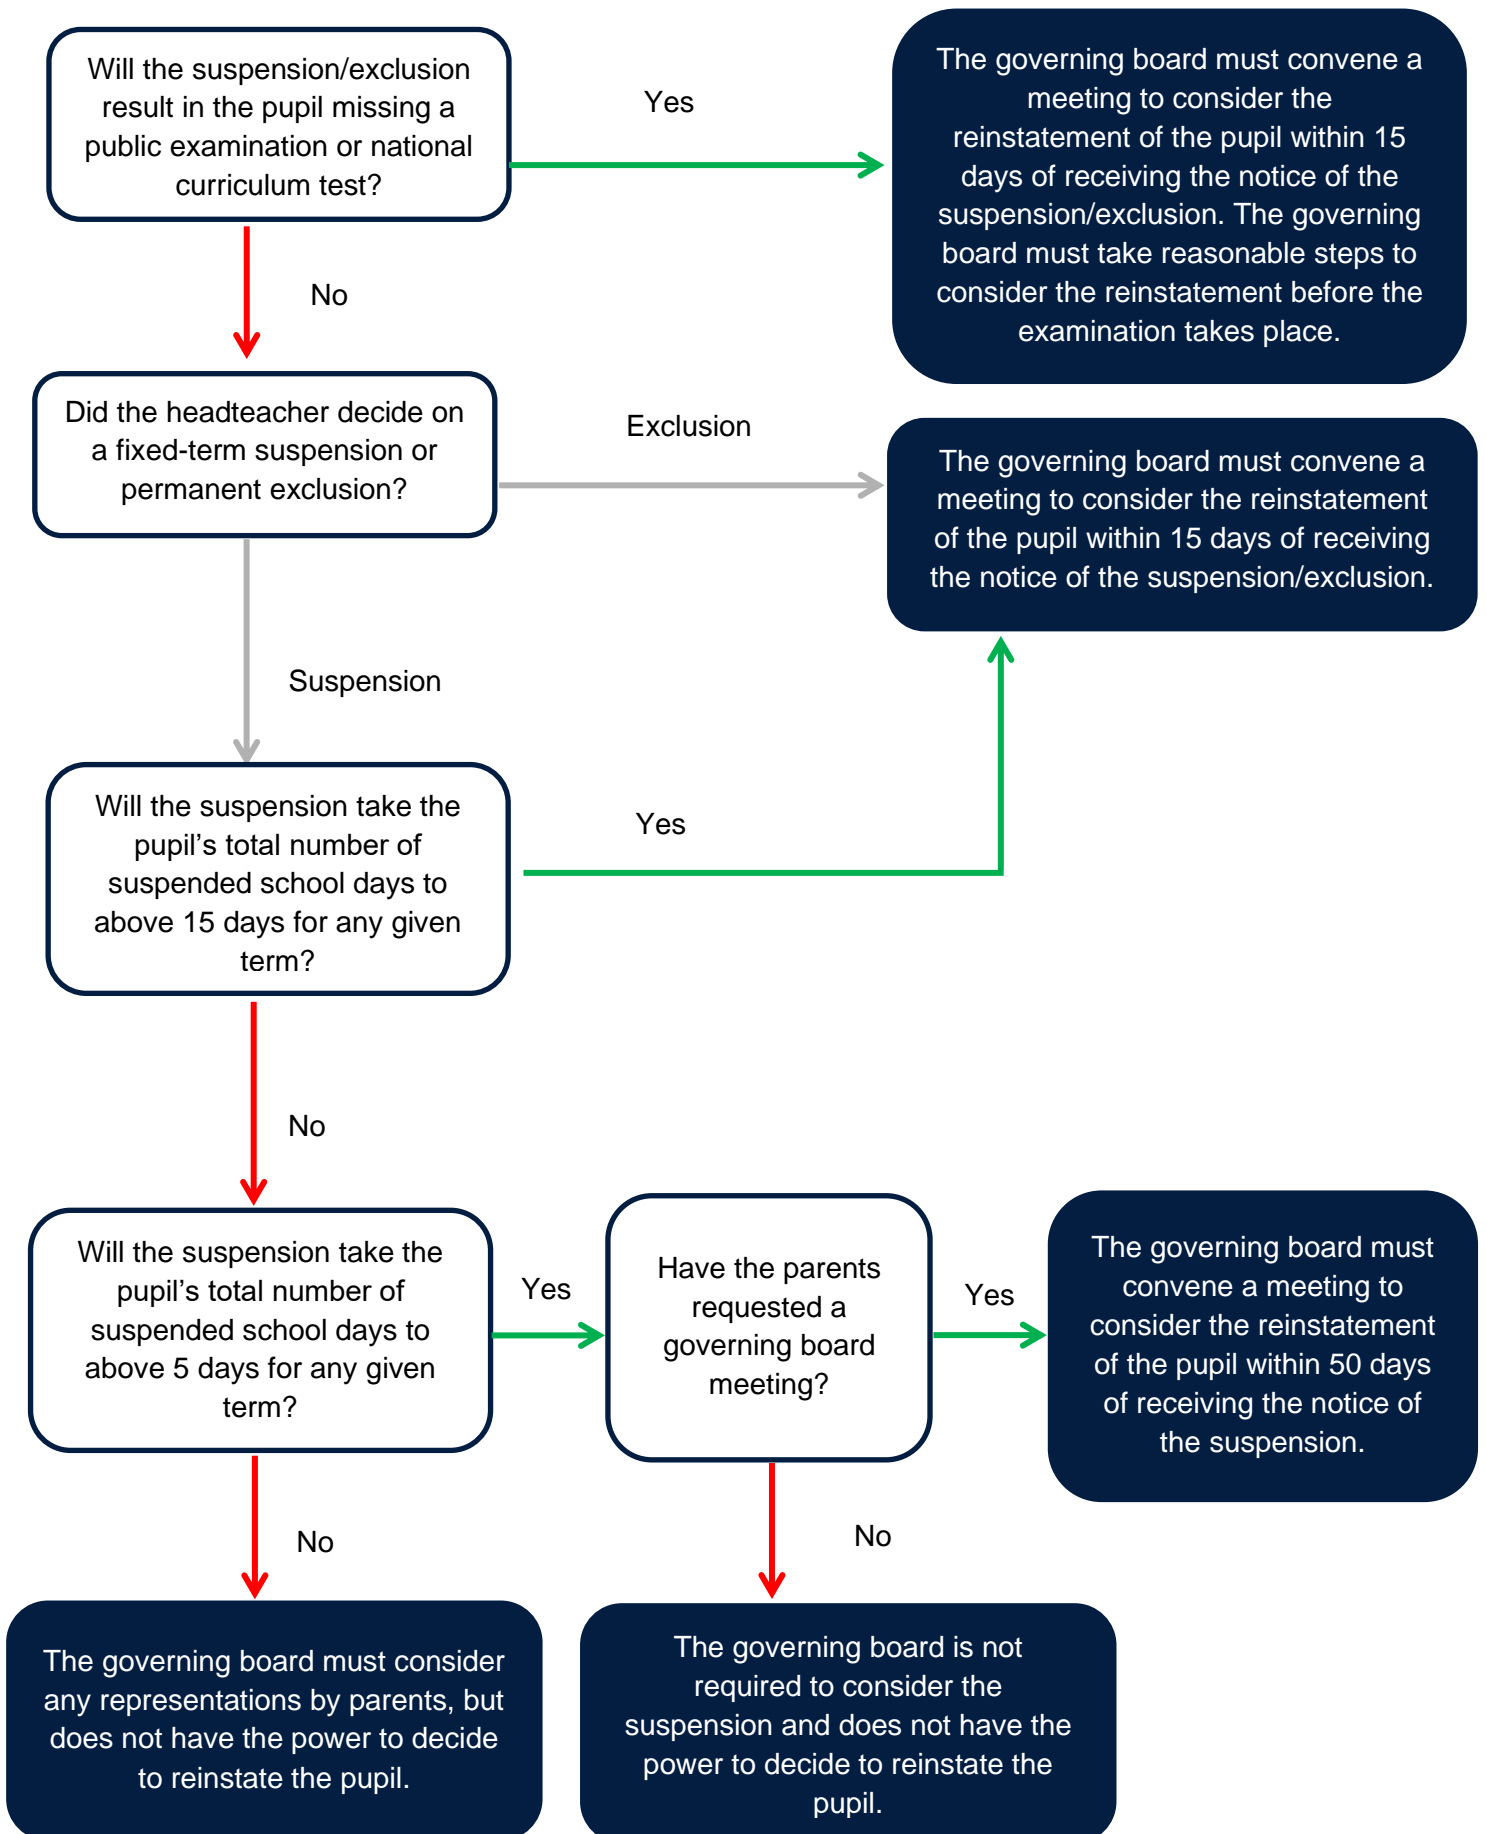 Will the suspension/exclusion
result in the pupil missing a
public examination or national
curriculum test?
Yes
The governing board must convene a
meeting to consider the
reinstatement of the pupil within 15
days of receiving the notice of the
suspension/exclusion. The governing
board must take reasonable steps to
consider the reinstatement before the
examination takes place.
No
Did the headteacher decide on
a fixed-term suspension or
permanent exclusion?
Exclusion
The governing board must convene a
meeting to consider the reinstatement
of the pupil within 15 days of receiving
the notice of the suspension/exclusion.
Suspension
Will the suspension take the
pupil’s total number of
suspended school days to
above 15 days for any given
term?
Yes
No
Will the suspension take the
pupil’s total number of
suspended school days to
above 5 days for any given
term?
Yes
Have the parents
requested a
governing board
meeting?
Yes
The governing board must
convene a meeting to
consider the reinstatement
of the pupil within 50 days
of receiving the notice of
the suspension.
No
No
The governing board must consider
any representations by parents, but
does not have the power to decide
to reinstate the pupil.
The governing board is not
required to consider the
suspension and does not have the
power to decide to reinstate the
pupil.